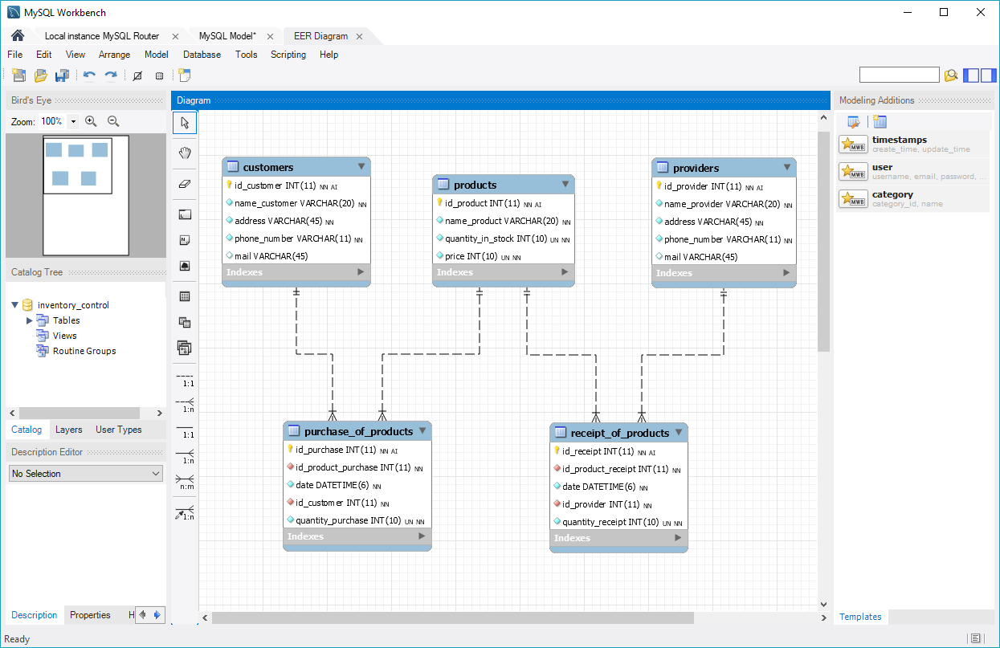 MySQL Workbench
Local instance MySQL Router
MySQL Model*
EER Diagram
File Edit View Arrange Model Database Tools Scripting Help
Bird's Eye
Zoom: 100%
Catalog Tree
inventory_control
Tables
Views
Routine Groups
Catalog Layers User Types
Description Editor
No Selection
Description Properties H
Diagram
1:1
1:n
1:1
1:n
n:m
1:n
customers
id_customer INT(11) NN AI
name_customer VARCHAR(20) NN
address VARCHAR(45) NN
phone_number VARCHAR(11) NN
mail VARCHAR(45)
Indexes
products
id_product INT(11) NN AI
name_product VARCHAR(20) NN
quantity_in_stock INT(10) UN NN
price INT(10) UN NN
Indexes
providers
id_provider INT(11) NN AI
name_provider VARCHAR(20) NN
address VARCHAR(45) NN
phone_number VARCHAR(11) NN
mail VARCHAR(45)
Indexes
purchase_of_products
id_purchase INT(11) NN AI
id_product_purchase INT(11) NN
date DATETIME(6) NN
id_customer INT(11) NN
quantity_purchase INT(10) UN NN
Indexes
receipt_of_products
id_receipt INT(11) NN AI
id_product_receipt INT(11) NN
date DATETIME(6) NN
id_provider INT(11) NN
quantity_receipt INT(10) UN NN
Indexes
Modeling Additions
MWB
timestamps
create_time, update_time
MWB
user
username, email, password, ...
MWB
category
category_id, name
Templates
Ready